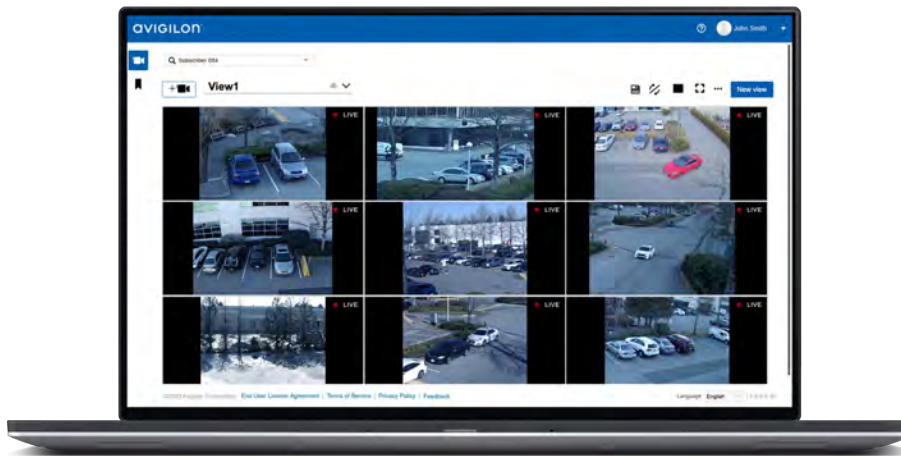 AVIGILON
John Smith
Subscriber 054
View1
New view
LIVE
LIVE
LIVE
LIVE
LIVE
LIVE
LIVE
LIVE
LIVE
End User License Agreement | Terms of Service | Privacy Policy | Feedback
Language English